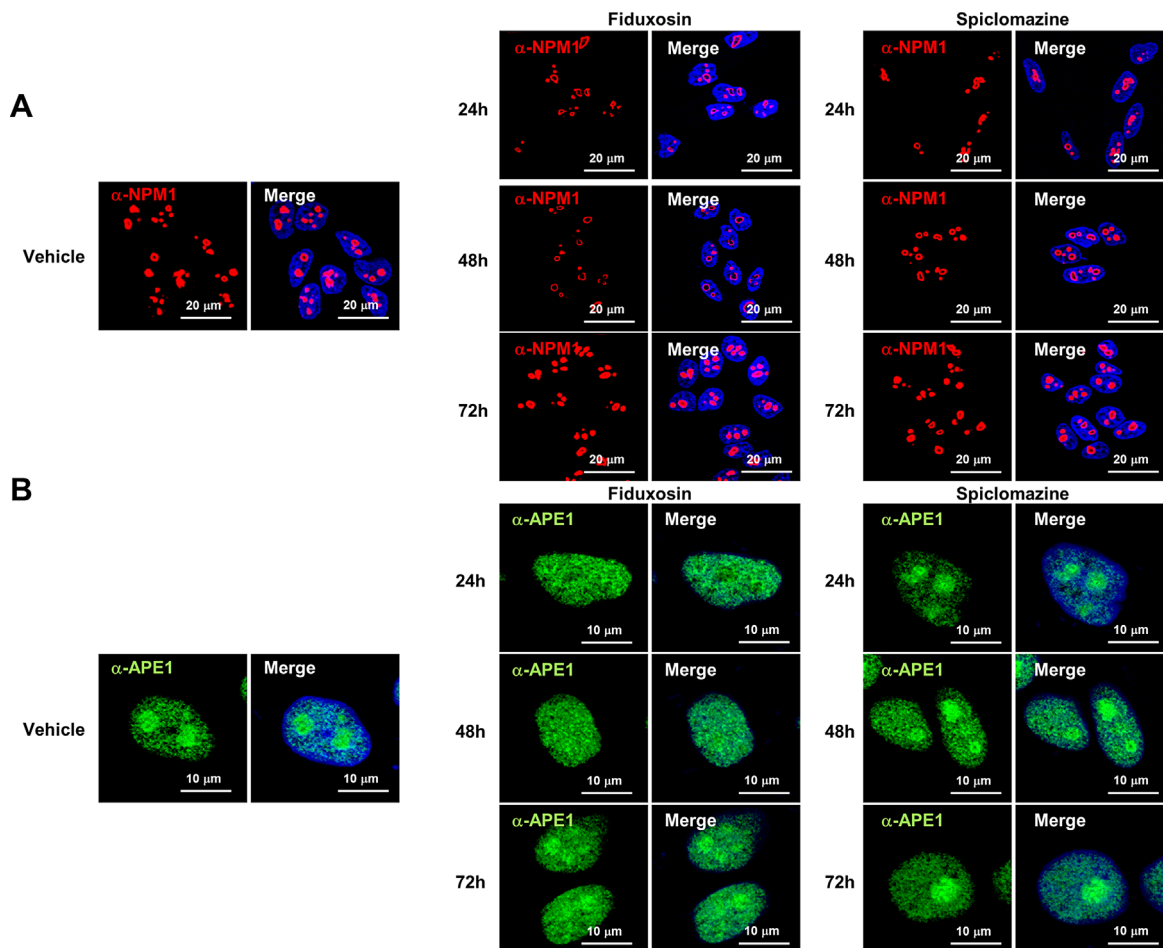 Fiduxosin Spiclomazine
A
24h α-NPM1 Merge 24h α-NPM1 Merge
20 μm 20 μm 20 μm 20 μm
Vehicle α-NPM1 Merge 48h α-NPM1 Merge 48h α-NPM1 Merge
20 μm 20 μm 20 μm 20 μm 20 μm 20 μm
72h α-NPM1 Merge 72h α-NPM1 Merge
20 μm 20 μm 20 μm 20 μm
B
Fiduxosin Spiclomazine
24h α-APE1 Merge 24h α-APE1 Merge
10 μm 10 μm 10 μm 10 μm
Vehicle α-APE1 Merge 48h α-APE1 Merge 48h α-APE1 Merge
10 μm 10 μm 10 μm 10 μm 10 μm 10 μm
72h α-APE1 Merge 72h α-APE1 Merge
10 μm 10 μm 10 μm 10 μm